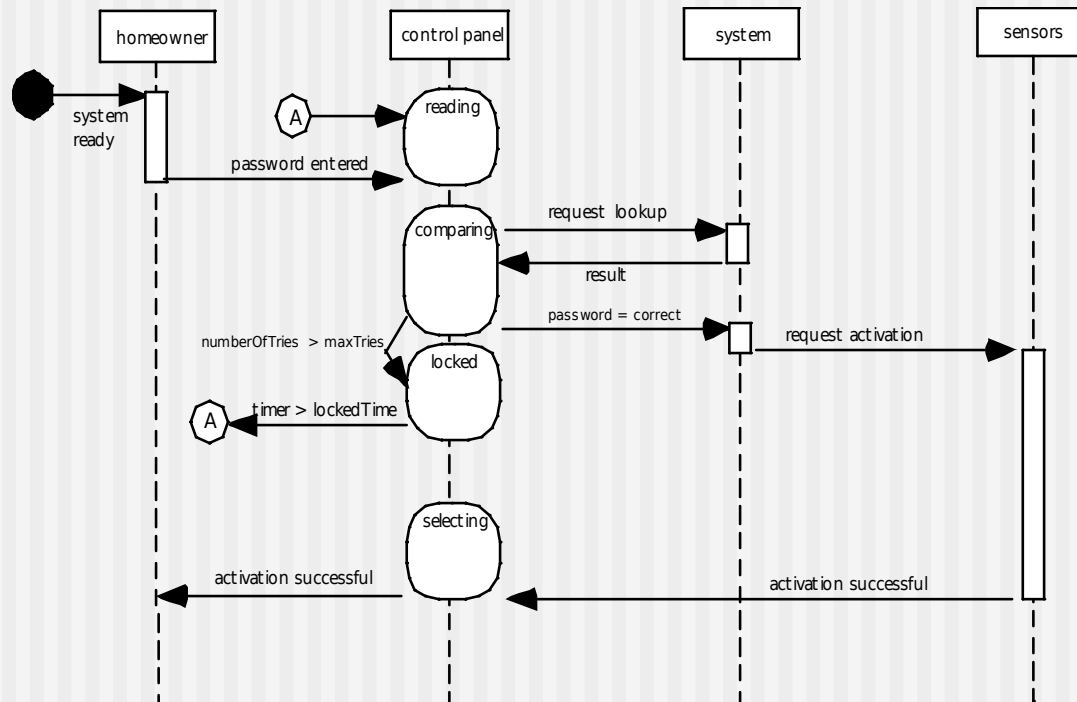 homeowner
control panel
system
sensors
reading
A
system
ready
password entered
request lookup
comparing
result
password = correct
request activation
numberOfTries > maxTries
locked
A
timer > lockedTime
selecting
activation successful
activation successful